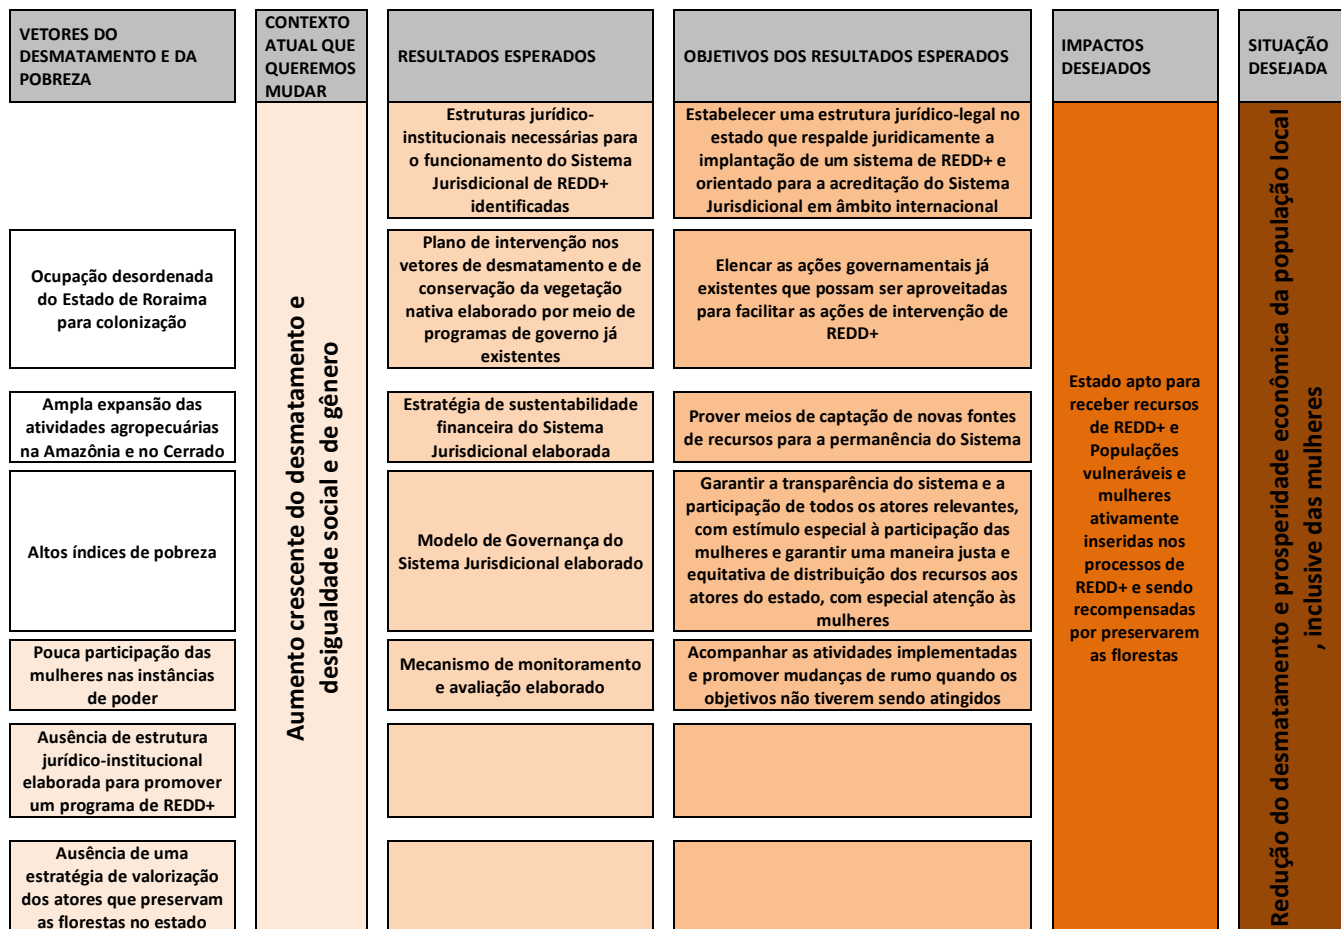 VETORES DO
DESMATAMENTO E DA
POBREZA
CONTEXTO
ATUAL QUE
QUEREMOS
MUDAR
RESULTADOS ESPERADOS
OBJETIVOS DOS RESULTADOS ESPERADOS
IMPACTOS
DESEJADOS
SITUAÇÃO
DESEJADA
Ocupação desordenada
do Estado de Roraima
para colonização
Ampla expansão das
atividades agropecuárias
na Amazônia e no Cerrado
Altos índices de pobreza
Pouca participação das
mulheres nas instâncias
de poder
Ausência de estrutura
jurídico-institucional
elaborada para promover
um programa de REDD+
Ausência de uma
estratégia de valorização
dos atores que preservam
as florestas no estado
Aumento crescente do desmatamento e
desigualdade social e de gênero
Estruturas jurídico-
institucionais necessárias para
o funcionamento do Sistema
Jurisdicional de REDD+
identificadas
Plano de intervenção nos
vetores de desmatamento e de
conservação da vegetação
nativa elaborado por meio de
programas de governo já
existentes
Estratégia de sustentabilidade
financeira do Sistema
Jurisdicional elaborada
Modelo de Governança do
Sistema Jurisdicional elaborado
Mecanismo de monitoramento
e avaliação elaborado
Estabelecer uma estrutura jurídico-legal no
estado que respalde juridicamente a
implantação de um sistema de REDD+ e
orientado para a acreditação do Sistema
Jurisdicional em âmbito internacional
Elencar as ações governamentais já
existentes que possam ser aproveitadas
para facilitar as ações de intervenção de
REDD+
Prover meios de captação de novas fontes
de recursos para a permanência do Sistema
Garantir a transparência do sistema e a
participação de todos os atores relevantes,
com estímulo especial à participação das
mulheres e garantir uma maneira justa e
equitativa de distribuição dos recursos aos
atores do estado, com especial atenção às
mulheres
Acompanhar as atividades implementadas
e promover mudanças de rumo quando os
objetivos não tiverem sendo atingidos
Estado apto para
receber recursos
de REDD+ e
Populações
vulneráveis e
mulheres
ativamente
inseridas nos
processos de
REDD+ e sendo
recompensadas
por preservarem
as florestas
Redução do desmatamento e prosperidade econômica da população local
, inclusive das mulheres